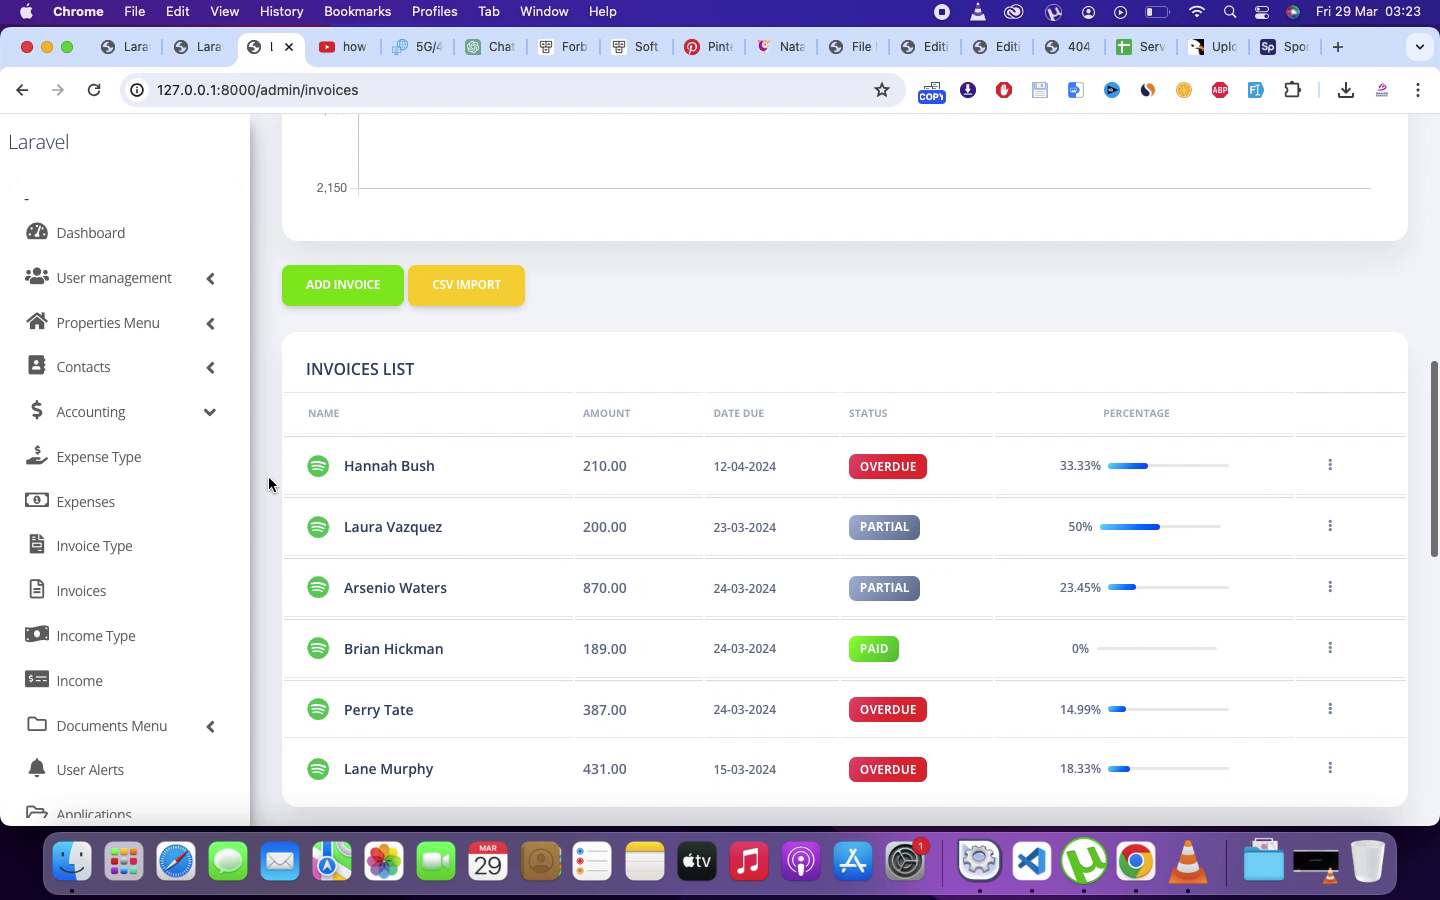 Chrome File Edit View History Bookmarks Profiles Tab Window Help Fri 29 Mar 03:23
Lara Lara L how 5G/4 Chat Forb Soft Pinte Nata File Editi Editi 404 Serv Uplo Spor
127.0.0.1:8000/admin/invoices COPY
Laravel
-
Dashboard
User management
Properties Menu
Contacts
Accounting
Expense Type
Expenses
Invoice Type
Invoices
Income Type
Income
Documents Menu
User Alerts
Applications
2,150
ADD INVOICE CSV IMPORT
INVOICES LIST
NAME AMOUNT DATE DUE STATUS PERCENTAGE
Hannah Bush 210.00 12-04-2024 OVERDUE 33.33%
Laura Vazquez 200.00 23-03-2024 PARTIAL 50%
Arsenio Waters 870.00 24-03-2024 PARTIAL 23.45%
Brian Hickman 189.00 24-03-2024 PAID 0%
Perry Tate 387.00 24-03-2024 OVERDUE 14.99%
Lane Murphy 431.00 15-03-2024 OVERDUE 18.33%
MAR
29
tv
1